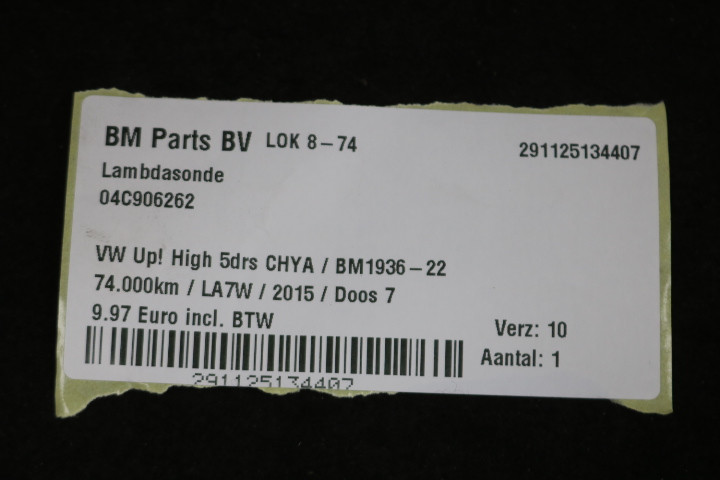 BM Parts BV LOK 8-74
291125134407
Lambdasonde
04C906262
VW Up! High 5drs CHYA / BM1936-22
74.000km / LA7W / 2015 / Doos 7
9.97 Euro incl. BTW
Verz: 10
Aantal: 1
291125134407